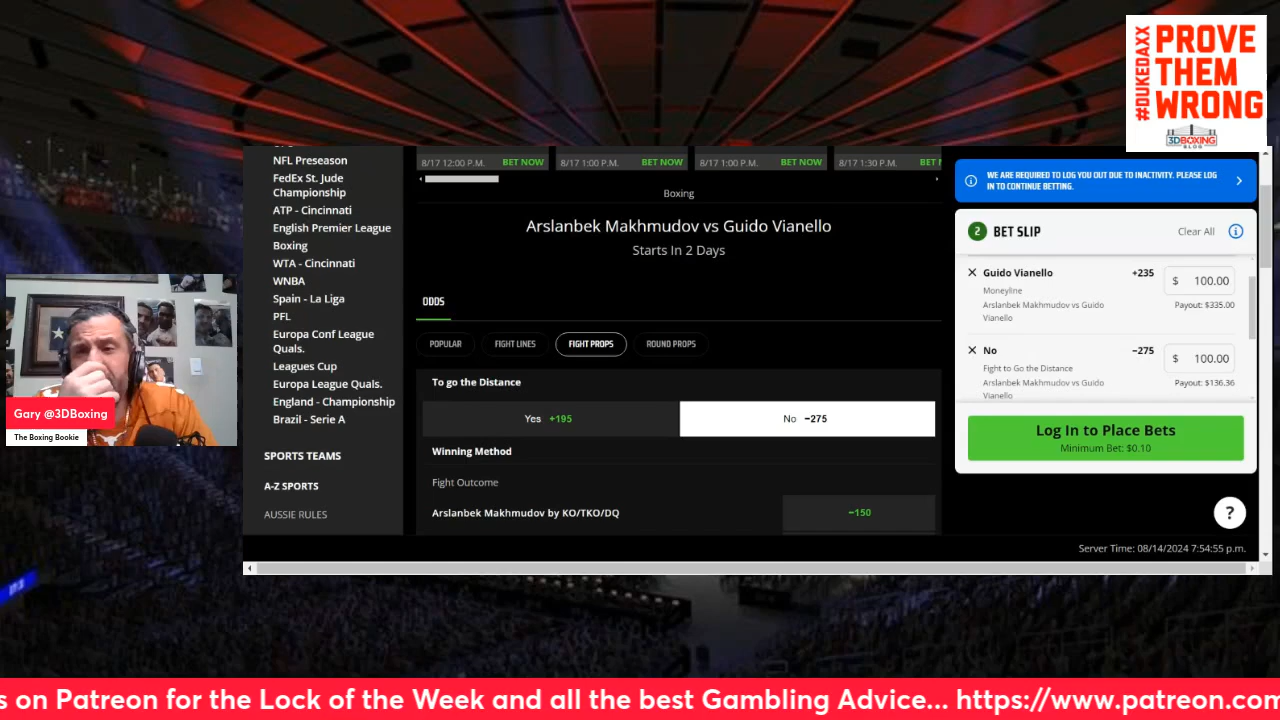 #DUKEDAXX
PROVE
THEM
WRONG
3DBOXING
BLOG
NFL Preseason
FedEx St. Jude
Championship
ATP - Cincinnati
English Premier League
Boxing
WTA - Cincinnati
WNBA
Spain - La Liga
PFL
Europa Conf League
Quals.
Leagues Cup
Europa League Quals.
England - Championship
Brazil - Serie A
SPORTS TEAMS
A-Z SPORTS
AUSSIE RULES
8/17 12:00 P.M. BET NOW
8/17 1:00 P.M. BET NOW
8/17 1:00 P.M. BET NOW
8/17 1:30 P.M. BET
Boxing
Arslanbek Makhmudov vs Guido Vianello
Starts In 2 Days
ODDS
POPULAR
FIGHT LINES
FIGHT PROPS
ROUND PROPS
To go the Distance
Yes +195
No −275
Winning Method
Fight Outcome
Arslanbek Makhmudov by KO/TKO/DQ
−150
WE ARE REQUIRED TO LOG YOU OUT DUE TO INACTIVITY. PLEASE LOG
IN TO CONTINUE BETTING.
2 BET SLIP
Clear All
Guido Vianello +235
$ 100.00
Moneyline
Arslanbek Makhmudov vs Guido
Vianello
Payout: $335.00
No −275
$ 100.00
Fight to Go the Distance
Arslanbek Makhmudov vs Guido
Vianello
Payout: $136.36
Log In to Place Bets
Minimum Bet: $0.10
?
Server Time: 08/14/2024 7:54:55 p.m.
Gary @3DBoxing
The Boxing Bookie
s on Patreon for the Lock of the Week and all the best Gambling Advice... https://www.patreon.com